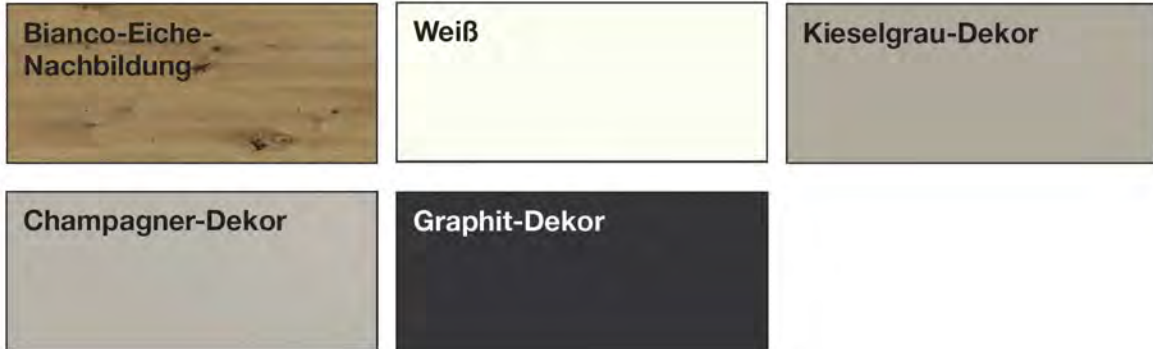 Bianco-Eiche-
Nachbildung
Weiß
Kieselgrau-Dekor
Champagner-Dekor
Graphit-Dekor